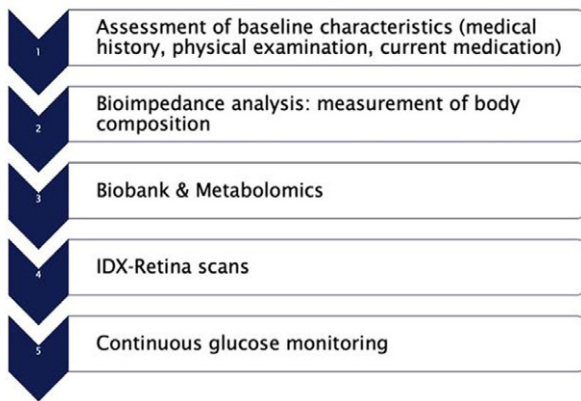 1
Assessment of baseline characteristics (medical
history, physical examination, current medication)
2
Bioimpedance analysis: measurement of body
composition
3
Biobank & Metabolomics
4
IDX-Retina scans
5
Continuous glucose monitoring